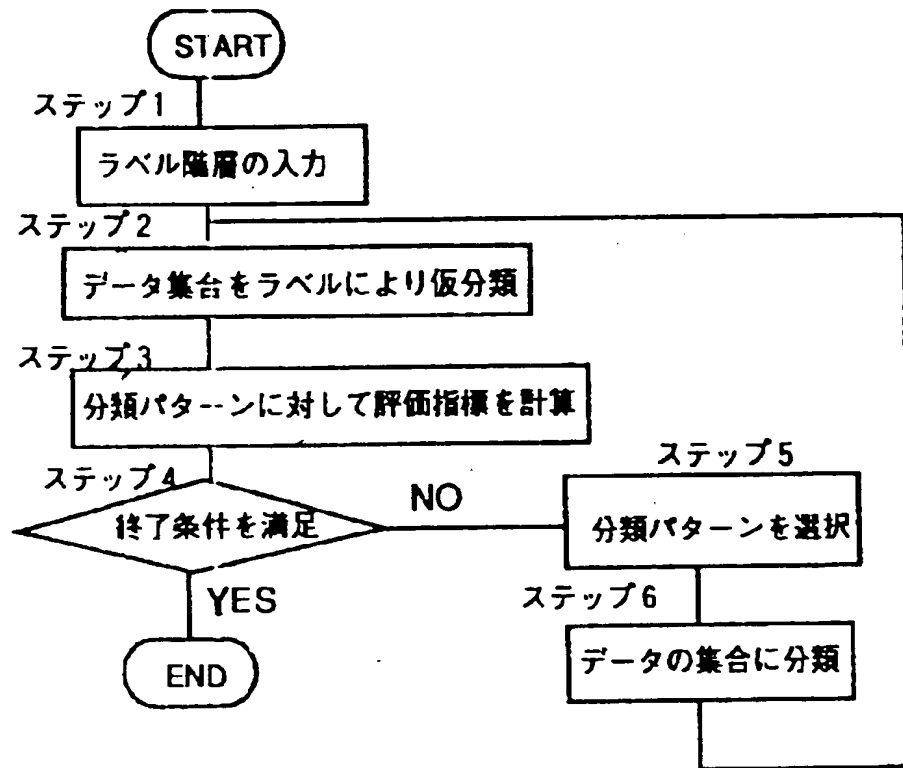 START
ステップ1
ラベル階層の入力
ステップ2
データ集合をラベルにより仮分類
ステップ3
分類パターンに対して評価指標を計算
ステップ4
終了条件を満足
NO
YES
END
ステップ5
分類パターンを選択
ステップ6
データの集合に分類